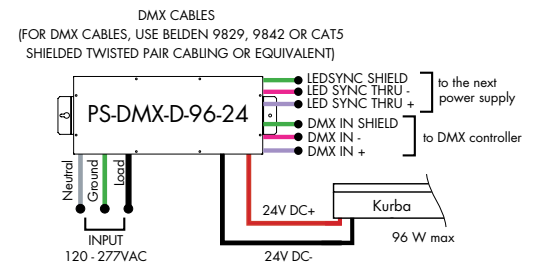 DMX CABLES
(FOR DMX CABLES, USE BELDEN 9829, 9842 OR CAT5
SHIELDED TWISTED PAIR CABLING OR EQUIVALENT)
LEDSYNC SHIELD
LED SYNC THRU -
LED SYNC THRU +
to the next
power supply
PS-DMX-D-96-24
DMX IN SHIELD
DMX IN -
DMX IN +
to DMX controller
Neutral
Ground
Load
24V DC+
Kurba
INPUT
120 - 277VAC
24V DC-
96 W max